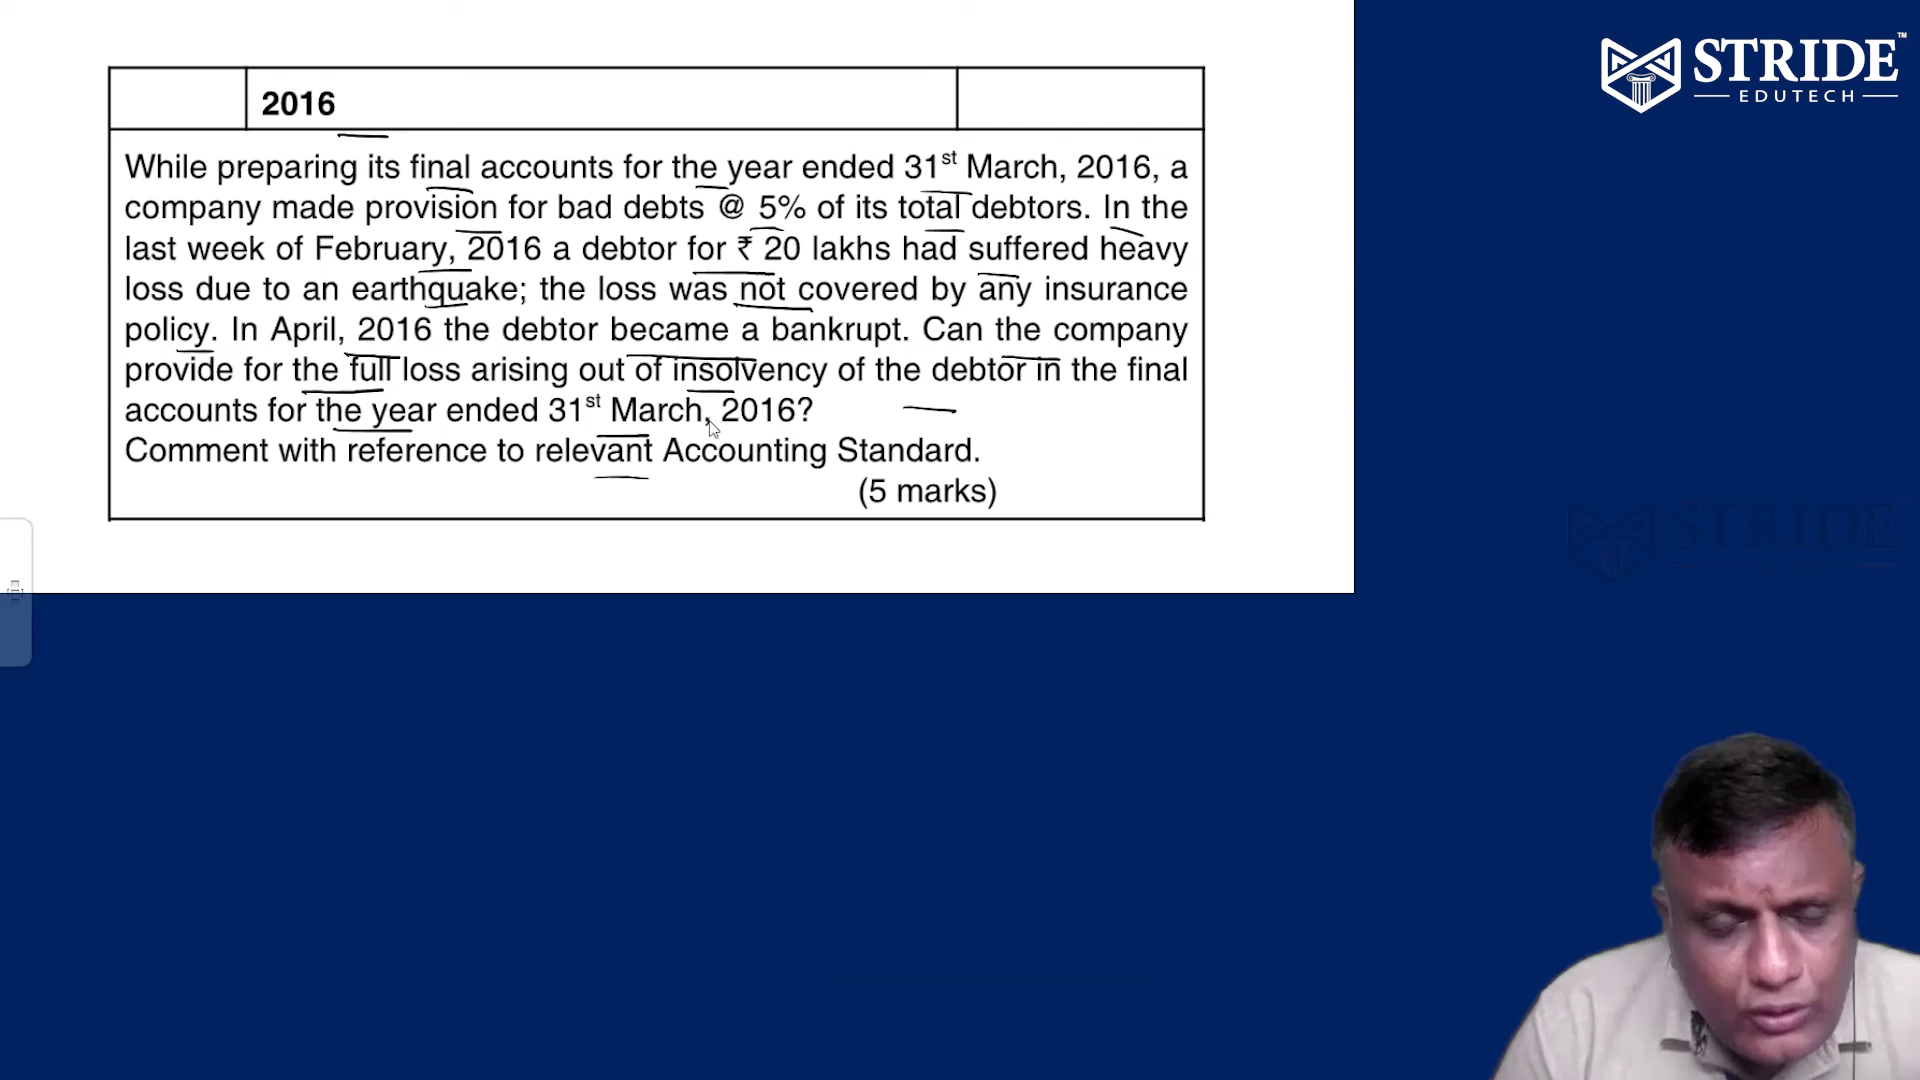 STRIDE™
EDUTECH
2016
While preparing its final accounts for the year ended 31st March, 2016, a
company made provision for bad debts @ 5% of its total debtors. In the
last week of February, 2016 a debtor for ₹ 20 lakhs had suffered heavy
loss due to an earthquake; the loss was not covered by any insurance
policy. In April, 2016 the debtor became a bankrupt. Can the company
provide for the full loss arising out of insolvency of the debtor in the final
accounts for the year ended 31st March, 2016?
Comment with reference to relevant Accounting Standard.
(5 marks)
STRIDE